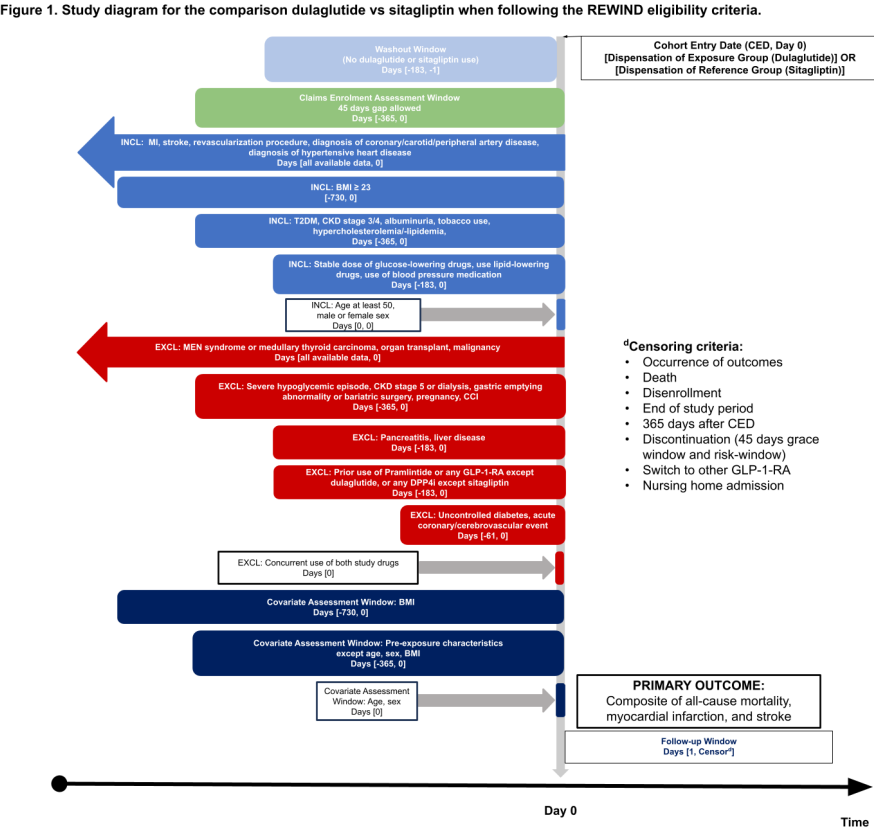 Figure 1. Study diagram for the comparison dulaglutide vs sitagliptin when following the REWIND eligibility criteria.
Washout Window
(No dulaglutide or sitagliptin use)
Days [-183, -1]
Cohort Entry Date (CED, Day 0)
[Dispensation of Exposure Group (Dulaglutide)] OR
[Dispensation of Reference Group (Sitagliptin)]
Claims Enrolment Assessment Window
45 days gap allowed
Days [-365, 0]
INCL: MI, stroke, revascularization procedure, diagnosis of coronary/carotid/peripheral artery disease,
diagnosis of hypertensive heart disease
Days [all available data, 0]
INCL: BMI ≥ 23
[-730, 0]
INCL: T2DM, CKD stage 3/4, albuminuria, tobacco use,
hypercholesterolemia/-lipidemia,
Days [-365, 0]
INCL: Stable dose of glucose-lowering drugs, use lipid-lowering
drugs, use of blood pressure medication
Days [-183, 0]
INCL: Age at least 50,
male or female sex
Days [0, 0]
EXCL: MEN syndrome or medullary thyroid carcinoma, organ transplant, malignancy
Days [all available data, 0]
EXCL: Severe hypoglycemic episode, CKD stage 5 or dialysis, gastric emptying
abnormality or bariatric surgery, pregnancy, CCI
Days [-365, 0]
EXCL: Pancreatitis, liver disease
Days [-183, 0]
EXCL: Prior use of Pramlintide or any GLP-1-RA except
dulaglutide, or any DPP4i except sitagliptin
Days [-183, 0]
EXCL: Uncontrolled diabetes, acute
coronary/cerebrovascular event
Days [-61, 0]
EXCL: Concurrent use of both study drugs
Days [0]
Covariate Assessment Window: BMI
Days [-730, 0]
Covariate Assessment Window: Pre-exposure characteristics
except age, sex, BMI
Days [-365, 0]
Covariate Assessment
Window: Age, sex
Days [0]
dCensoring criteria:
• Occurrence of outcomes
• Death
• Disenrollment
• End of study period
• 365 days after CED
• Discontinuation (45 days grace
window and risk-window)
• Switch to other GLP-1-RA
• Nursing home admission
PRIMARY OUTCOME:
Composite of all-cause mortality,
myocardial infarction, and stroke
Follow-up Window
Days [1, Censord]
Day 0
Time